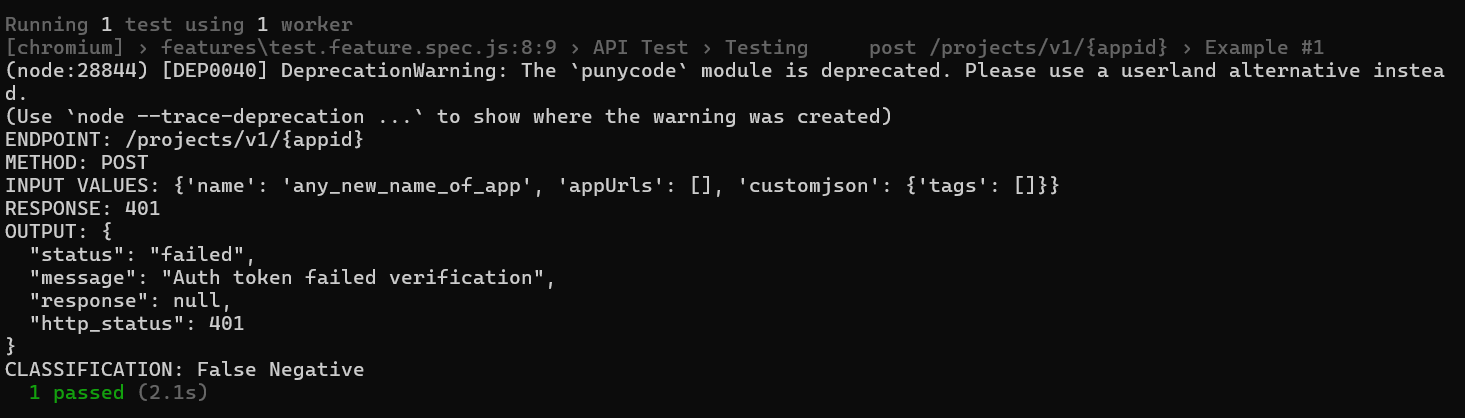 Running 1 test using 1 worker
[chromium] › features\test.feature.spec.js:8:9 › API Test › Testing     post /projects/v1/{appid} › Example #1
(node:28844) [DEP0040] DeprecationWarning: The `punycode` module is deprecated. Please use a userland alternative instea
d.
(Use `node --trace-deprecation ...` to show where the warning was created)
ENDPOINT: /projects/v1/{appid}
METHOD: POST
INPUT VALUES: {'name': 'any_new_name_of_app', 'appUrls': [], 'customjson': {'tags': []}}
RESPONSE: 401
OUTPUT: {
  "status": "failed",
  "message": "Auth token failed verification",
  "response": null,
  "http_status": 401
}
CLASSIFICATION: False Negative
  1 passed (2.1s)